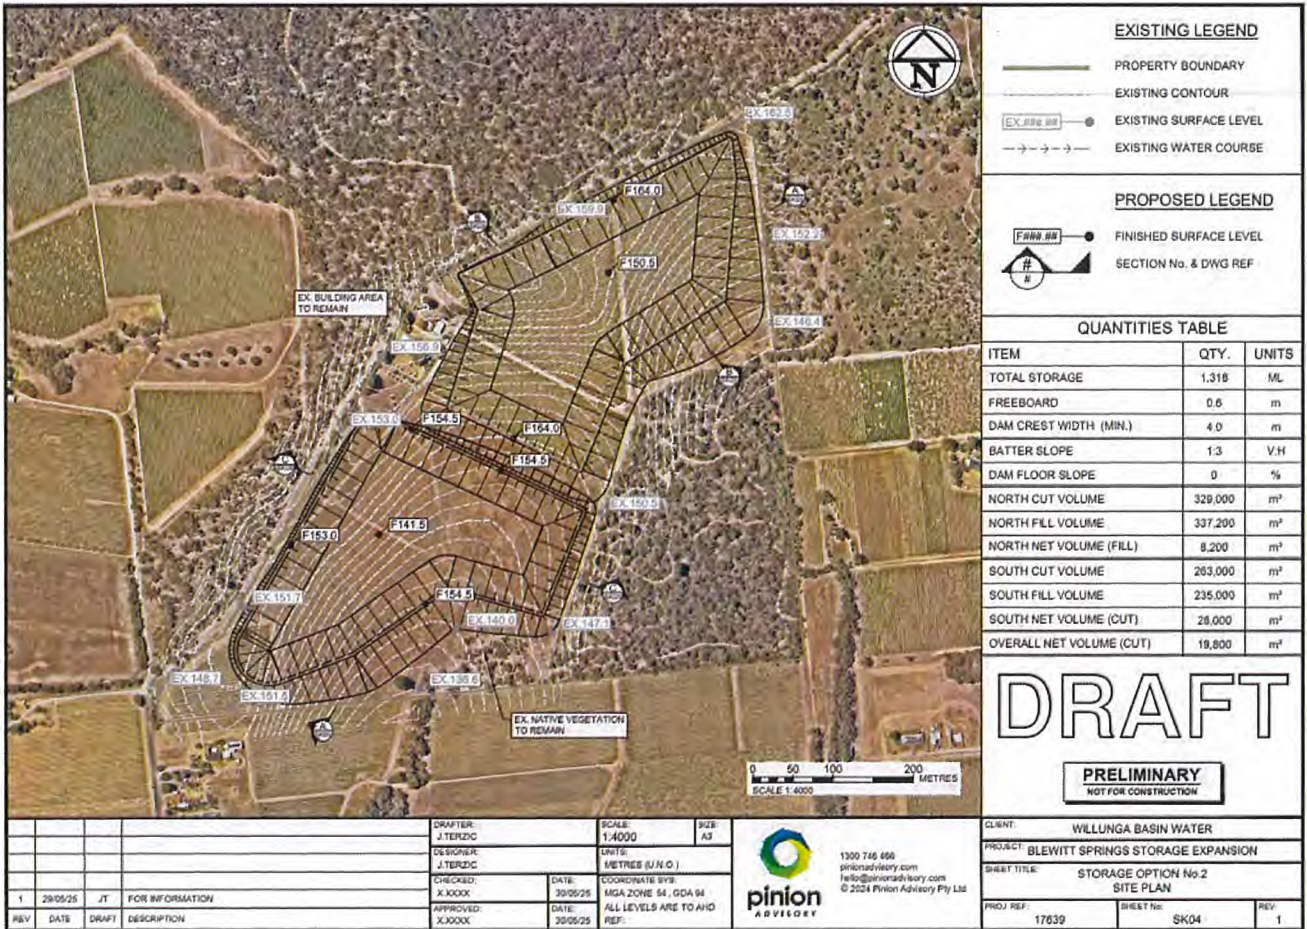 EXISTING LEGEND
PROPERTY BOUNDARY
EXISTING CONTOUR
EX.###.##
EXISTING SURFACE LEVEL
EXISTING WATER COURSE
PROPOSED LEGEND
F###.##
FINISHED SURFACE LEVEL
#
#
SECTION No. & DWG REF
QUANTITIES TABLE
ITEM QTY. UNITS
TOTAL STORAGE 1,318 ML
FREEBOARD 0.6 m
DAM CREST WIDTH (MIN.) 4.0 m
BATTER SLOPE 1:3 V.H
DAM FLOOR SLOPE 0 %
NORTH CUT VOLUME 329,000 m³
NORTH FILL VOLUME 337,200 m³
NORTH NET VOLUME (FILL) 8,200 m³
SOUTH CUT VOLUME 263,000 m³
SOUTH FILL VOLUME 235,000 m³
SOUTH NET VOLUME (CUT) 28,000 m³
OVERALL NET VOLUME (CUT) 19,800 m³
DRAFT
PRELIMINARY
NOT FOR CONSTRUCTION
N
EX.162.5
F164.0
A
EX.159.9
B
EX.152.2
F150.5
EX. BUILDING AREA
TO REMAIN
EX.146.4
EX.156.9
B
EX.153.0
F154.5
F164.0
F154.5
C
EX.150.5
F141.5
F153.0
EX.151.7
F154.5
C
EX.140.0
EX.147.1
EX.148.7
EX.138.6
EX.151.5
A
EX. NATIVE VEGETATION
TO REMAIN
0 50 100 200
METRES
SCALE 1:4000
1 29/05/25 JT FOR INFORMATION
REV DATE DRAFT DESCRIPTION
DRAFTER:
J.TERZIC
DESIGNER:
J.TERZIC
CHECKED:
X.XXXX
DATE:
30/05/25
APPROVED:
X.XXXX
DATE:
30/05/25
SCALE:
1:4000
SIZE:
A3
UNITS:
METRES (U.N.O.)
COORDINATE SYS:
MGA ZONE 54, GDA 94
ALL LEVELS ARE TO AHD
REF:
pinion
ADVISORY
1300 746 466
pinionadvisory.com
hello@pinionadvisory.com
© 2024 Pinion Advisory Pty Ltd
CLIENT:
WILLUNGA BASIN WATER
PROJECT:
BLEWITT SPRINGS STORAGE EXPANSION
SHEET TITLE:
STORAGE OPTION No.2
SITE PLAN
PROJ REF:
17639
SHEET No:
SK04
REV:
1